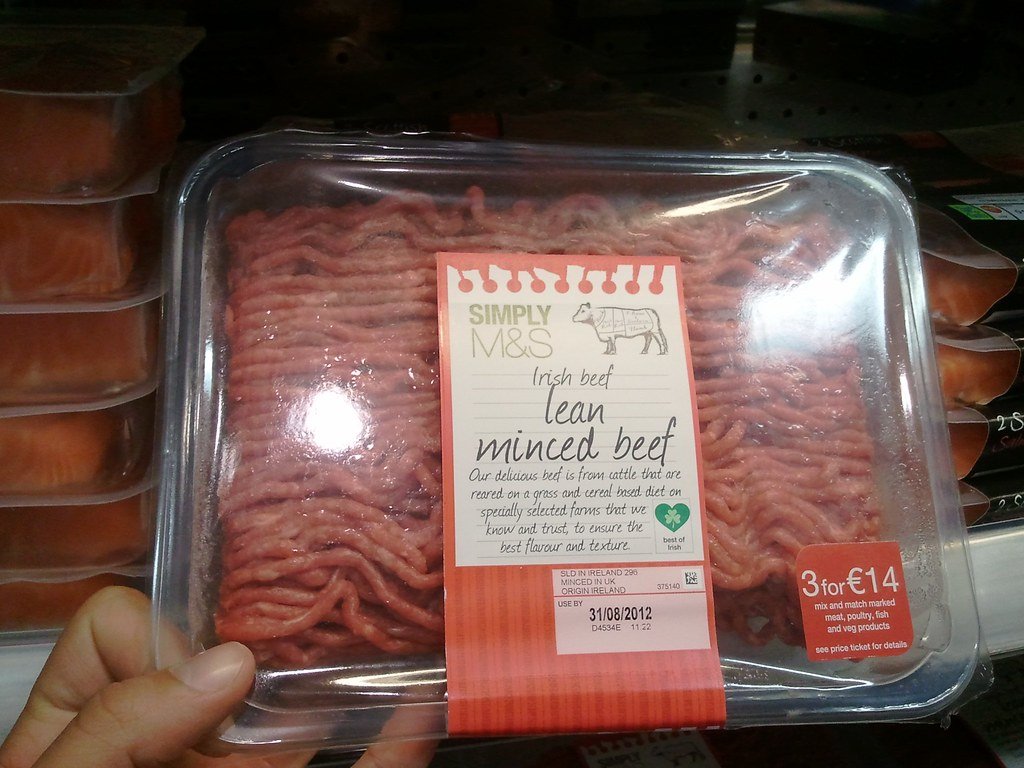 SIMPLY
M&S
Irish beef
lean
minced beef
Our delicious beef is from cattle that are
reared on a grass and cereal based diet on
specially selected farms that we
know and trust, to ensure the
best flavour and texture.
best of
Irish
SLD IN IRELAND 296
MINCED IN UK
ORIGIN IRELAND
375140
USE BY
31/08/2012
D4534E 11:22
3 for €14
mix and match marked
meat, poultry, fish
and veg products
see price ticket for details